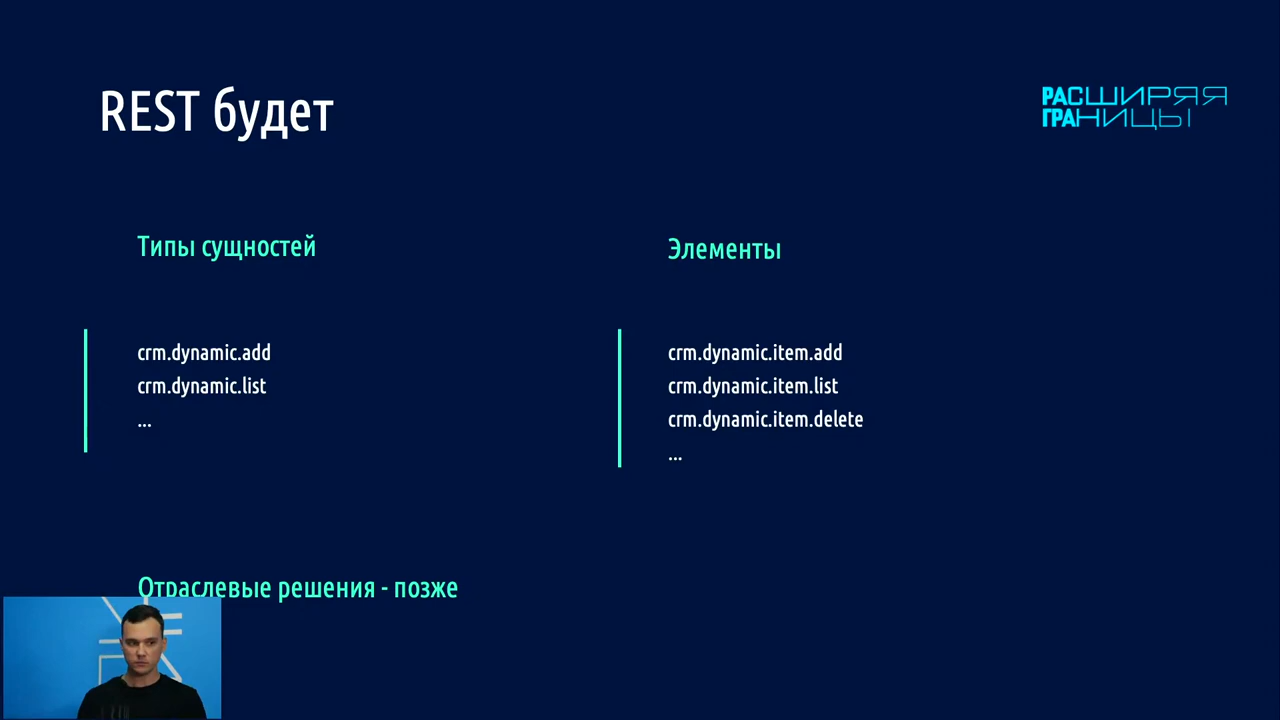 REST будет
РАСШИРЯЯ
ГРАНИЦЫ
Типы сущностей
Элементы
crm.dynamic.add
crm.dynamic.list
...
crm.dynamic.item.add
crm.dynamic.item.list
crm.dynamic.item.delete
...
Отраслевые решения - позже